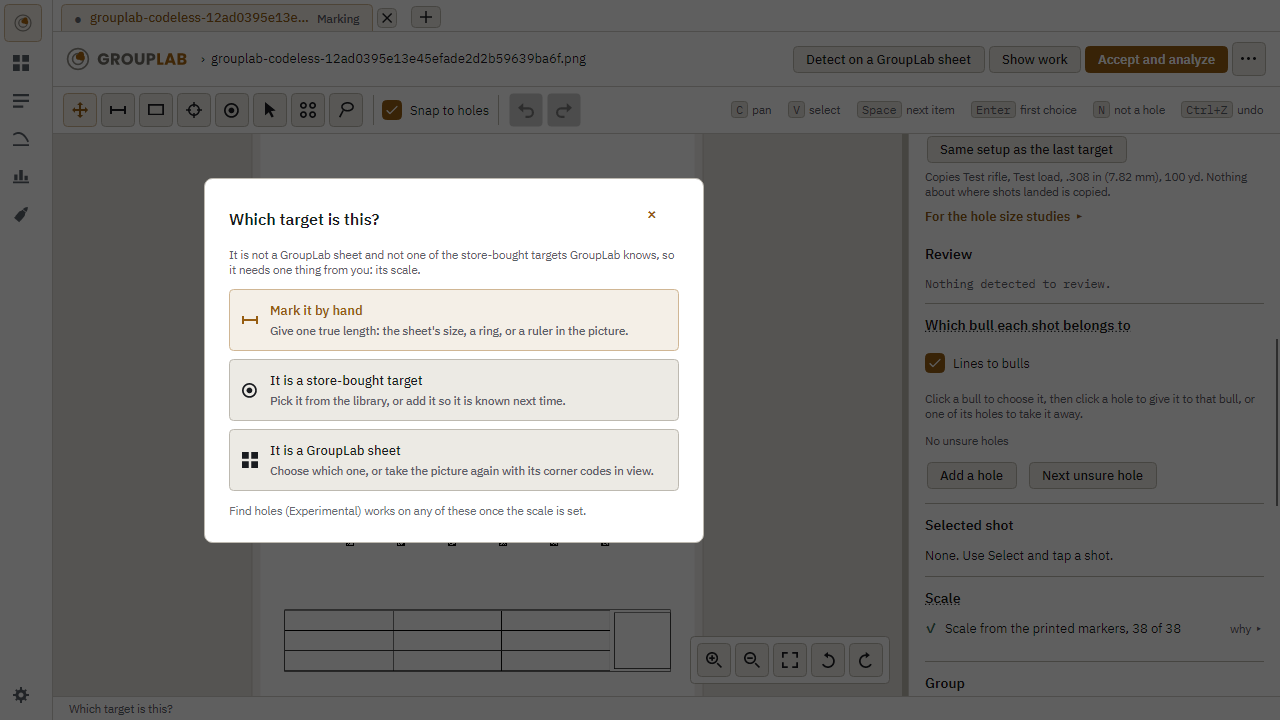 grouplab-codeless-12ad0395e13e... Marking
GROUPLAB › grouplab-codeless-12ad0395e13e45efade2d2b59639ba6f.png
Detect on a GroupLab sheet
Show work
Accept and analyze
Snap to holes
C pan
V select
Space next item
Enter first choice
N not a hole
Ctrl+Z undo
Which target is this?
It is not a GroupLab sheet and not one of the store-bought targets GroupLab knows, so
it needs one thing from you: its scale.
Mark it by hand
Give one true length: the sheet's size, a ring, or a ruler in the picture.
It is a store-bought target
Pick it from the library, or add it so it is known next time.
It is a GroupLab sheet
Choose which one, or take the picture again with its corner codes in view.
Find holes (Experimental) works on any of these once the scale is set.
Same setup as the last target
Copies Test rifle, Test load, .308 in (7.82 mm), 100 yd. Nothing
about where shots landed is copied.
For the hole size studies ▸
Review
Nothing detected to review.
Which bull each shot belongs to
Lines to bulls
Click a bull to choose it, then click a hole to give it to that bull, or
one of its holes to take it away.
No unsure holes
Add a hole
Next unsure hole
Selected shot
None. Use Select and tap a shot.
Scale
✓ Scale from the printed markers, 38 of 38
why ▸
Group
Which target is this?